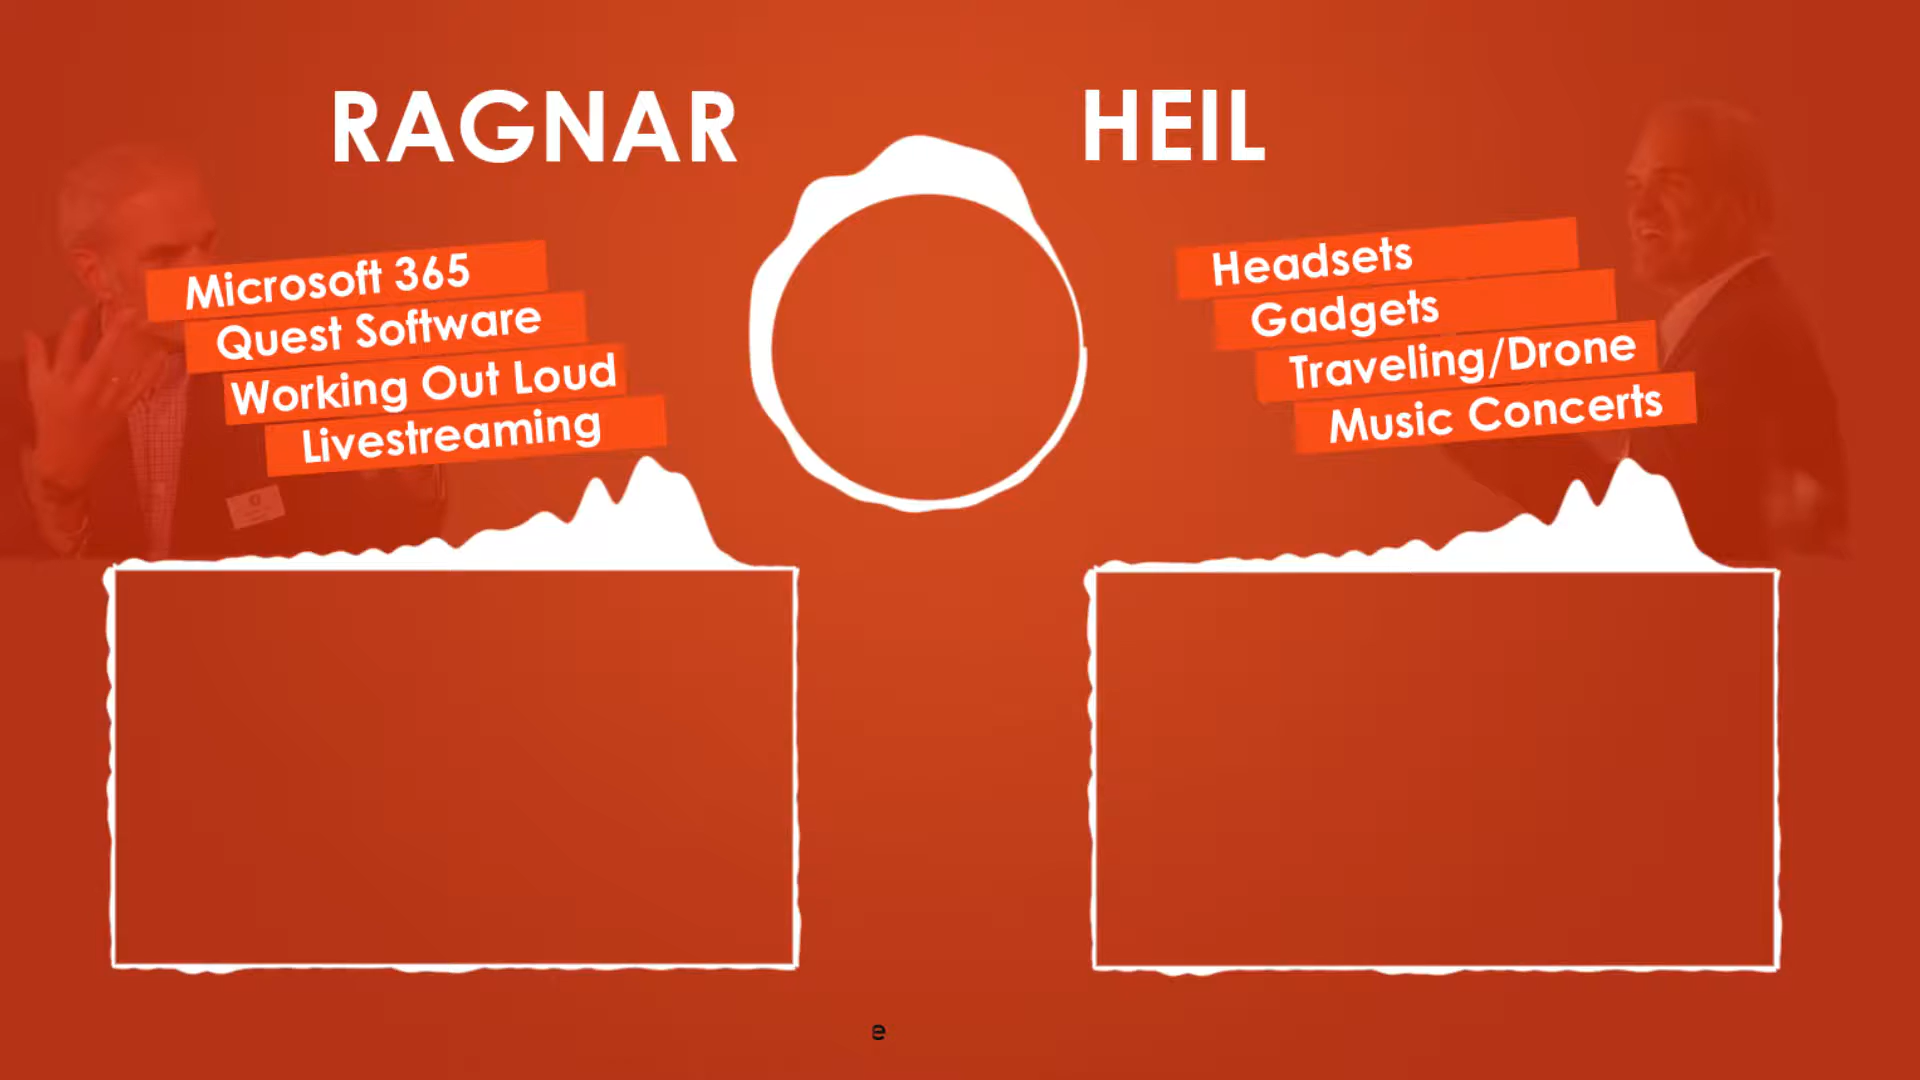 RAGNAR HEIL
Microsoft 365
Quest Software
Working Out Loud
Livestreaming
Headsets
Gadgets
Traveling/Drone
Music Concerts
e